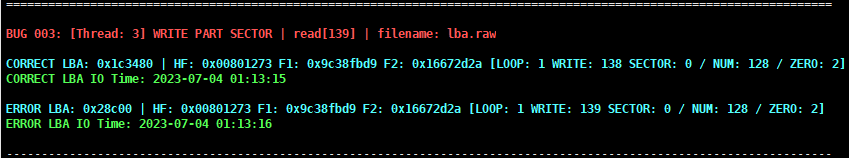 ======================================================================================================================
BUG 003: [Thread: 3] WRITE PART SECTOR | read[139] | filename: lba.raw
CORRECT LBA: 0x1c3480 | HF: 0x00801273 F1: 0x9c38fbd9 F2: 0x16672d2a [LOOP: 1 WRITE: 138 SECTOR: 0 / NUM: 128 / ZERO: 2]
CORRECT LBA IO Time: 2023-07-04 01:13:15
ERROR LBA: 0x28c00 | HF: 0x00801273 F1: 0x9c38fbd9 F2: 0x16672d2a [LOOP: 1 WRITE: 139 SECTOR: 0 / NUM: 128 / ZERO: 2]
ERROR LBA IO Time: 2023-07-04 01:13:16
----------------------------------------------------------------------------------------------------------------------